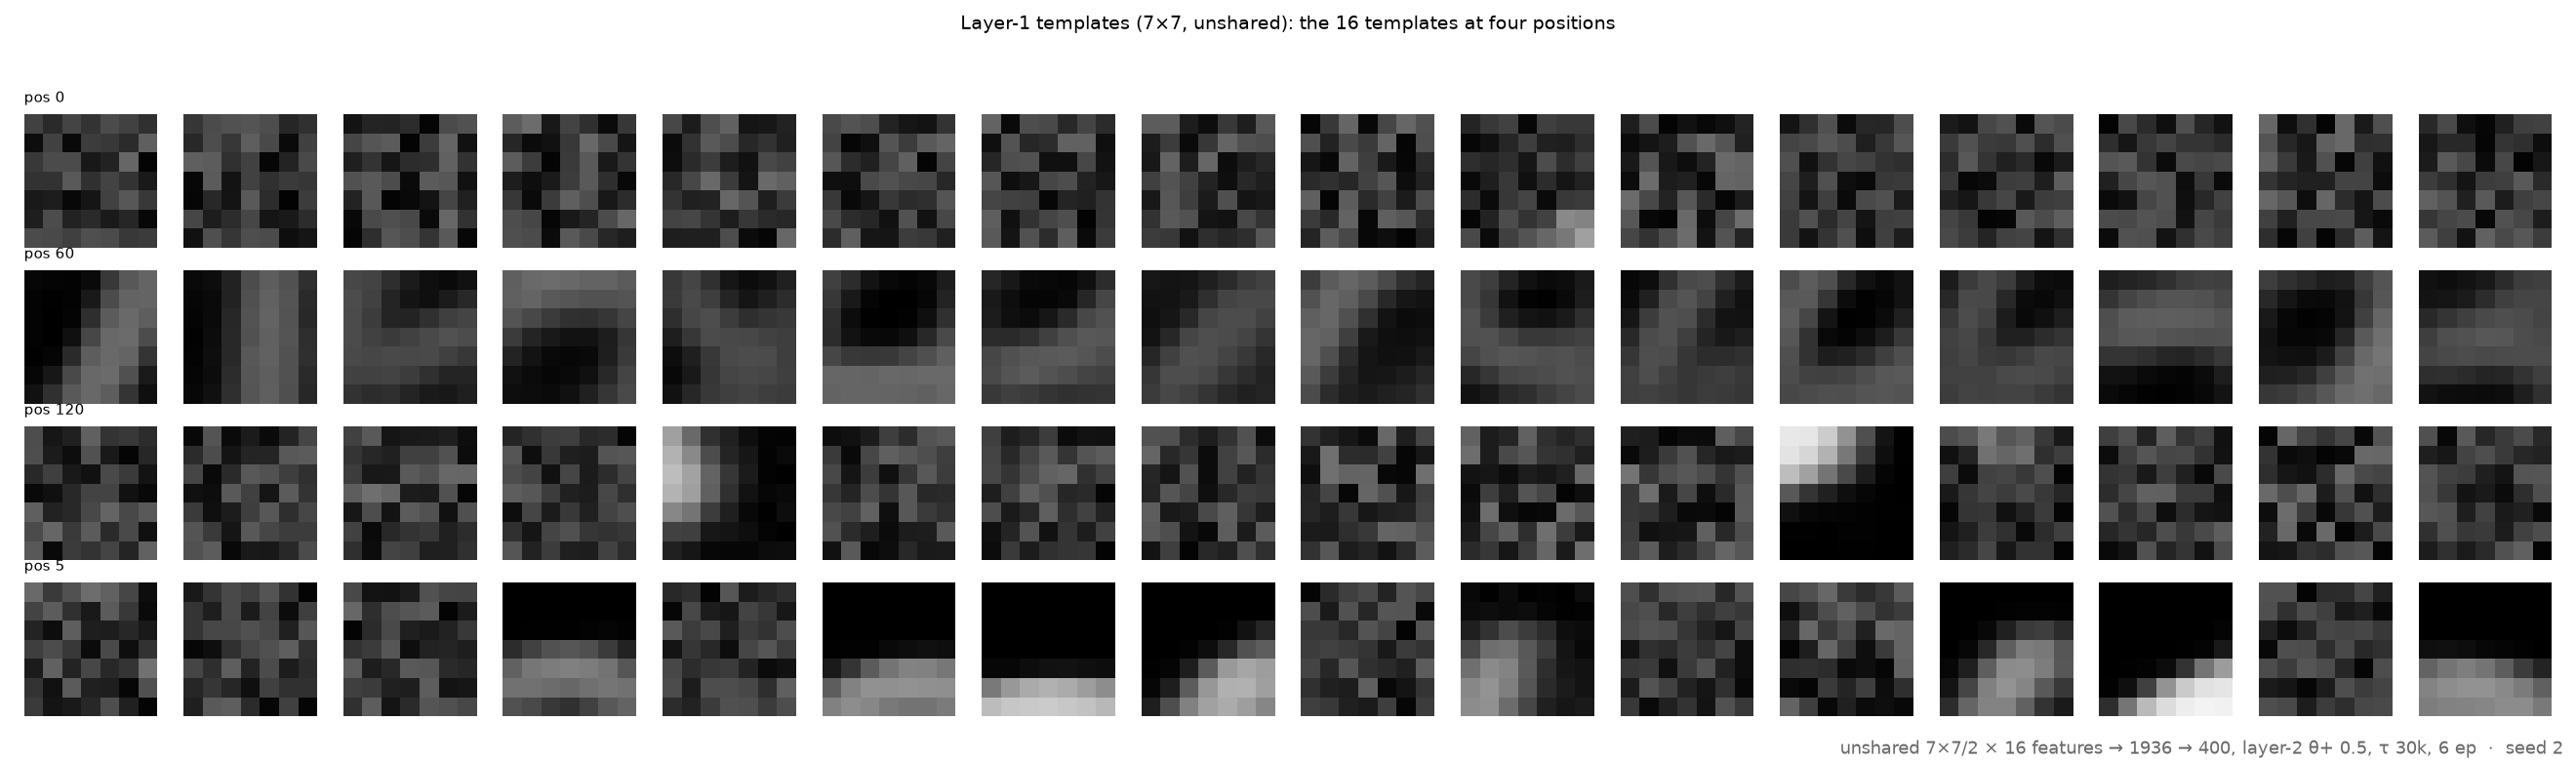 Layer-1 templates (7×7, unshared): the 16 templates at four positions
pos 0
pos 60
pos 120
pos 5
unshared 7×7/2 × 16 features → 1936 → 400, layer-2 θ+ 0.5, τ 30k, 6 ep · seed 2